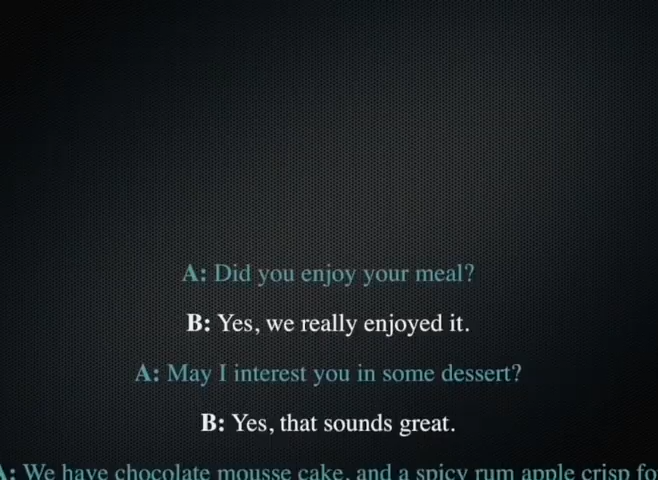 A: Did you enjoy your meal?
B: Yes, we really enjoyed it.
A: May I interest you in some dessert?
B: Yes, that sounds great.
A: We have chocolate mousse cake, and a spicy rum apple crisp fo